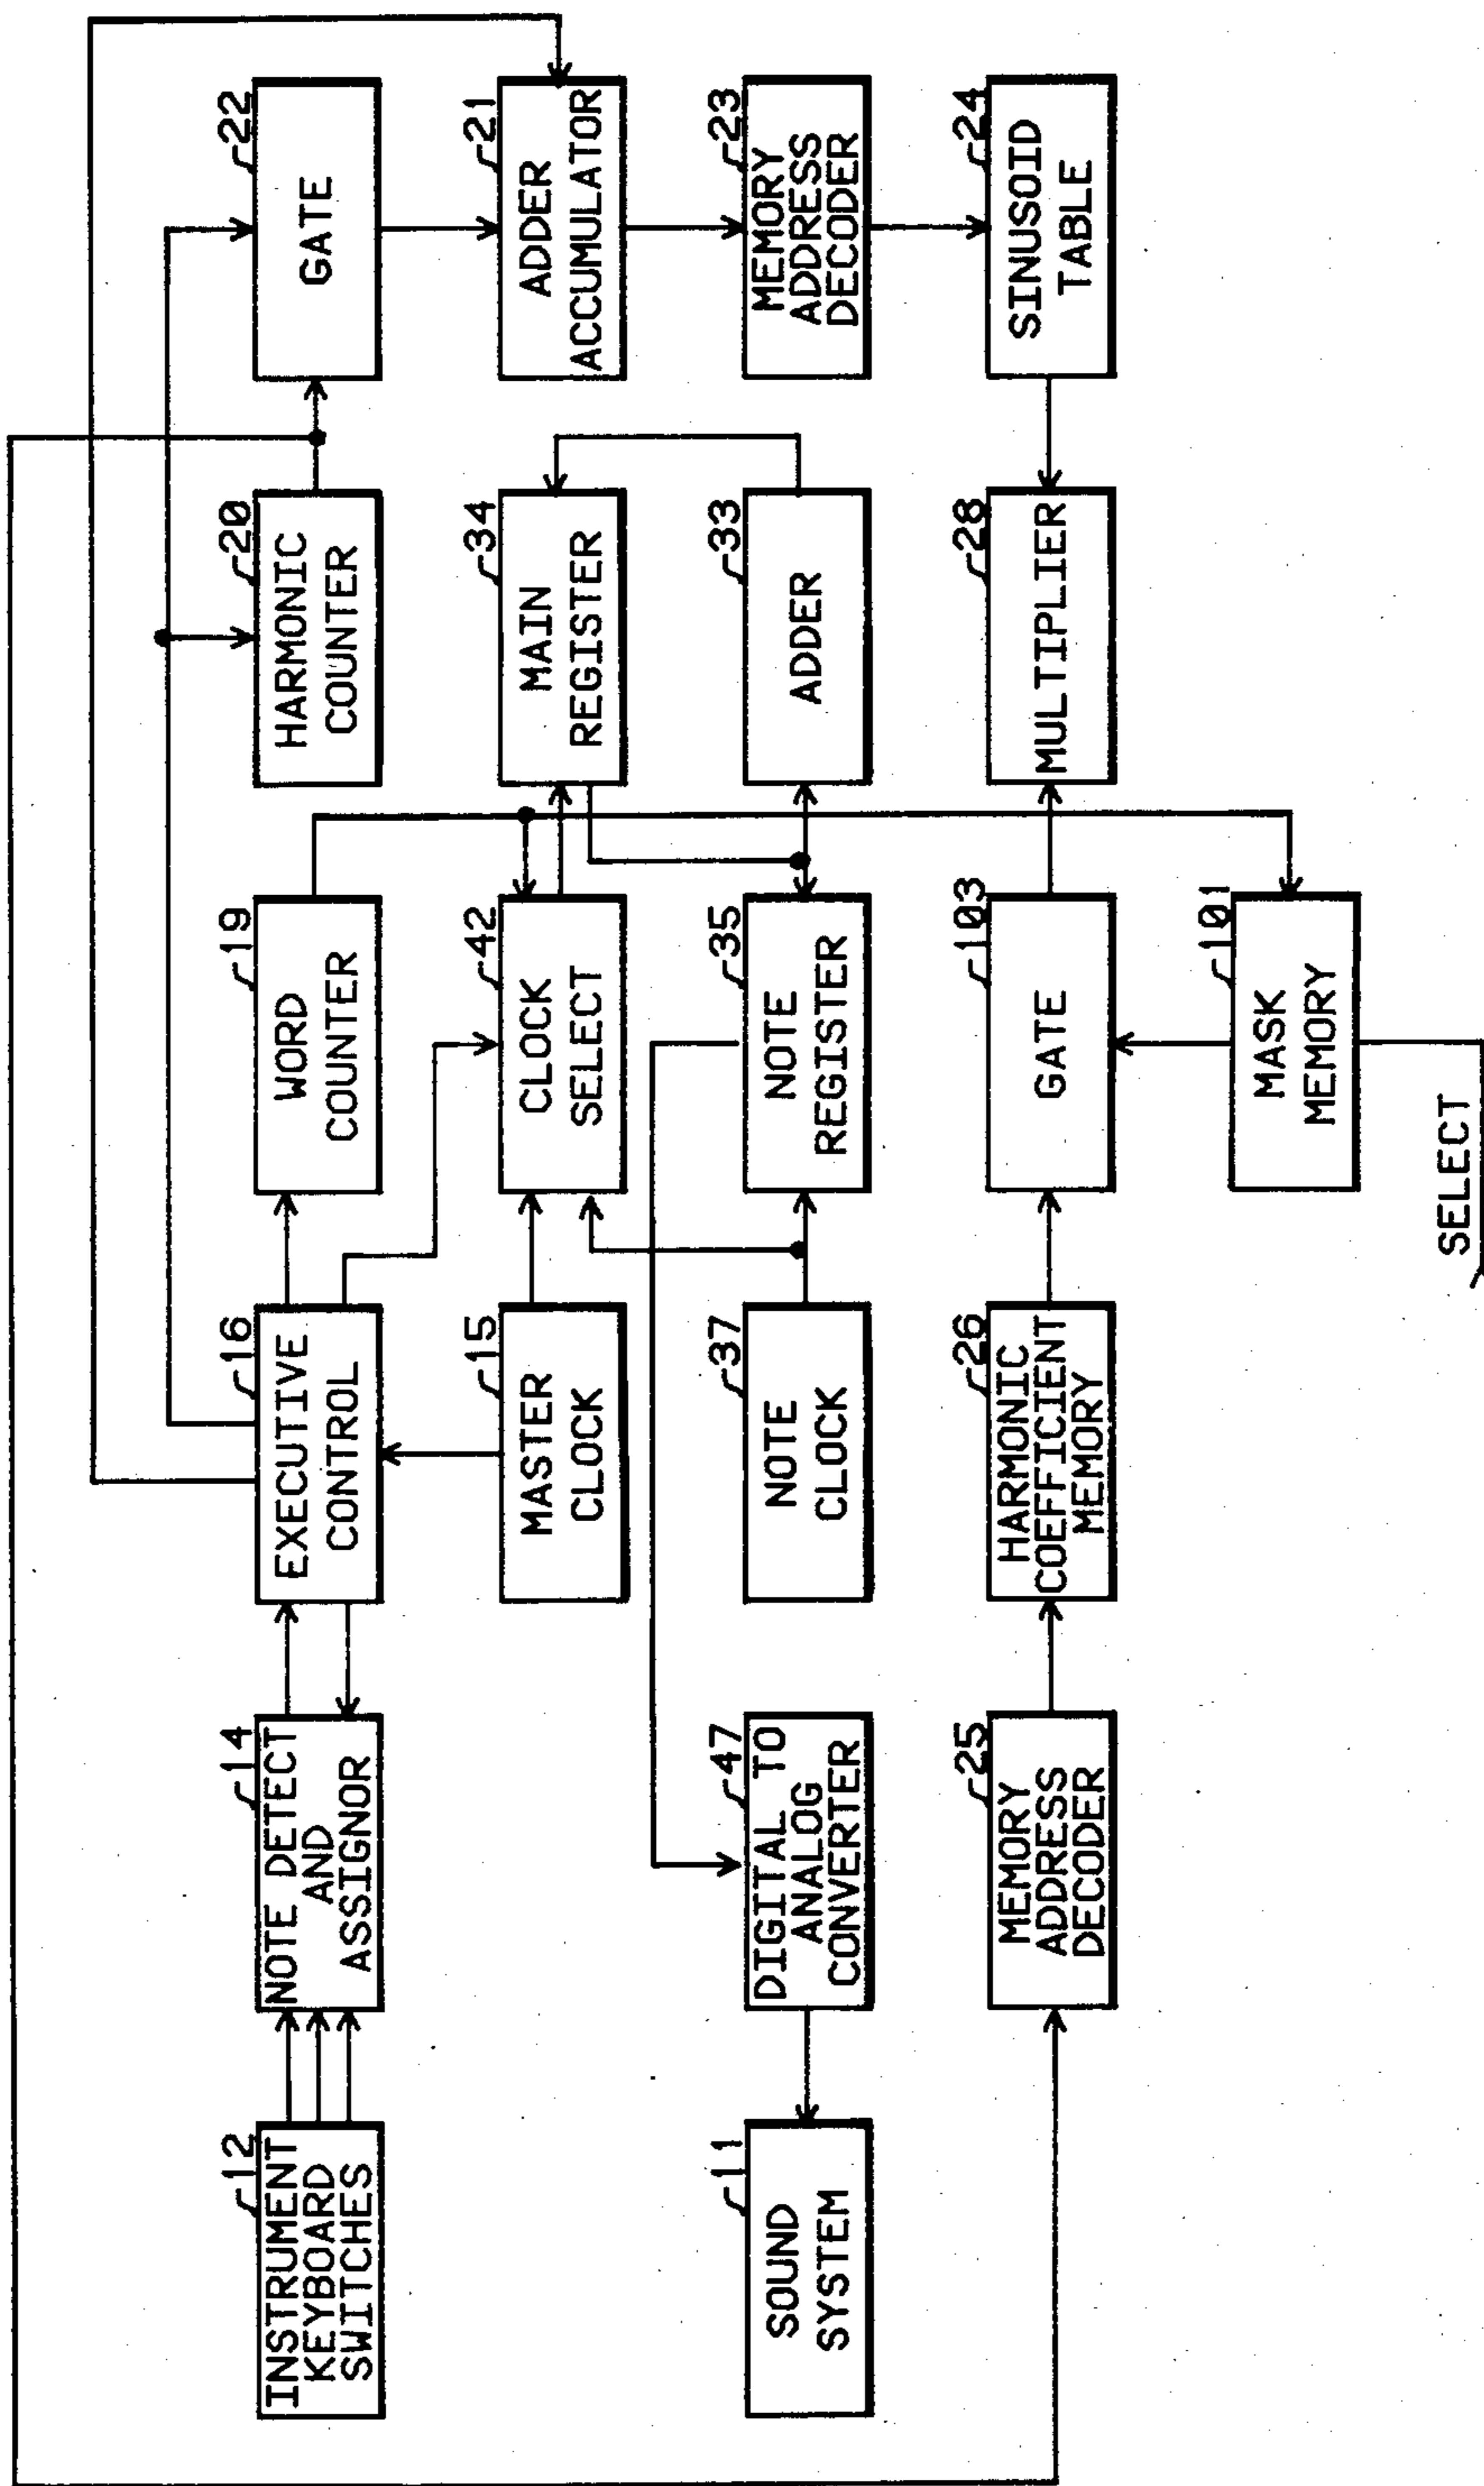 12
INSTRUMENT
KEYBOARD
SWITCHES
14
NOTE DETECT
AND
ASSIGNOR
16
EXECUTIVE
CONTROL
19
WORD
COUNTER
20
HARMONIC
COUNTER
22
GATE
15
MASTER
CLOCK
42
CLOCK
SELECT
34
MAIN
REGISTER
21
ADDER
ACCUMULATOR
11
SOUND
SYSTEM
47
DIGITAL TO
ANALOG
CONVERTER
37
NOTE
CLOCK
35
NOTE
REGISTER
33
ADDER
23
MEMORY
ADDRESS
DECODER
25
MEMORY
ADDRESS
DECODER
26
HARMONIC
COEFFICIENT
MEMORY
103
GATE
28
MULTIPLIER
24
SINUSOID
TABLE
101
MASK
MEMORY
SELECT